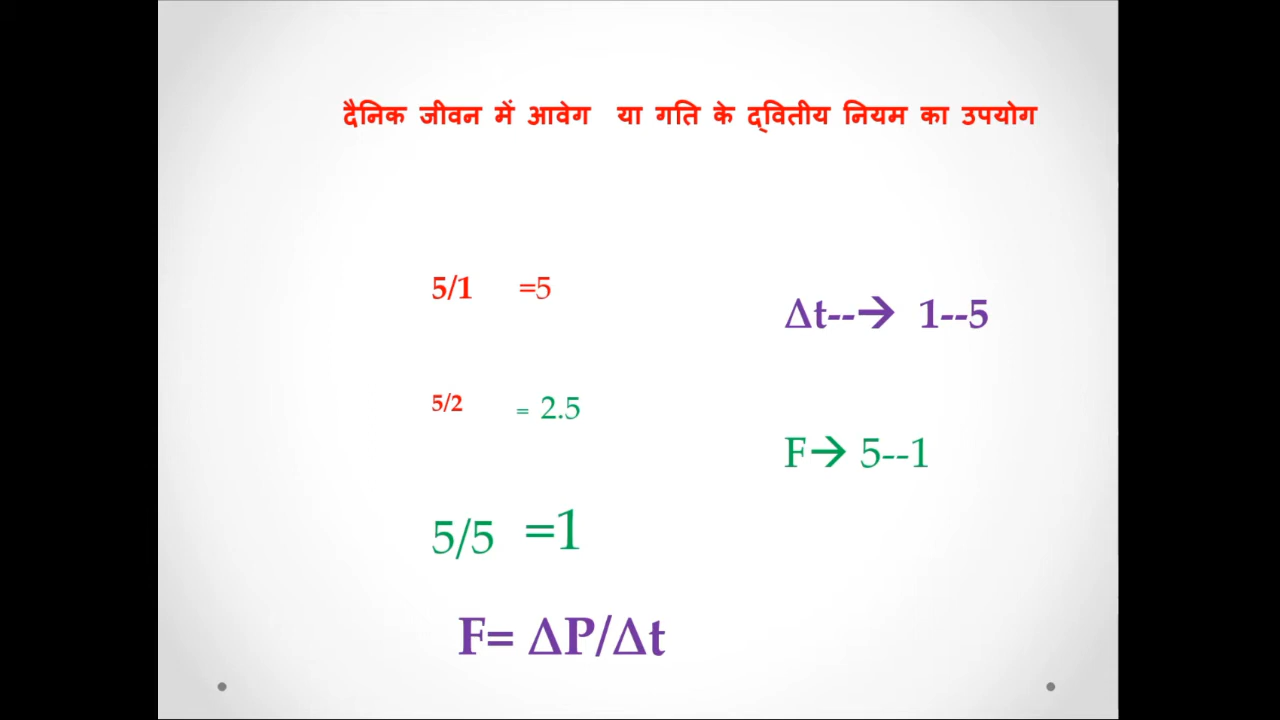 दैनिक जीवन में आवेग या गति के द्वितीय नियम का उपयोग
5/1 =5
Δt--→ 1--5
5/2 = 2.5
F→ 5--1
5/5 =1
F= ΔP/Δt